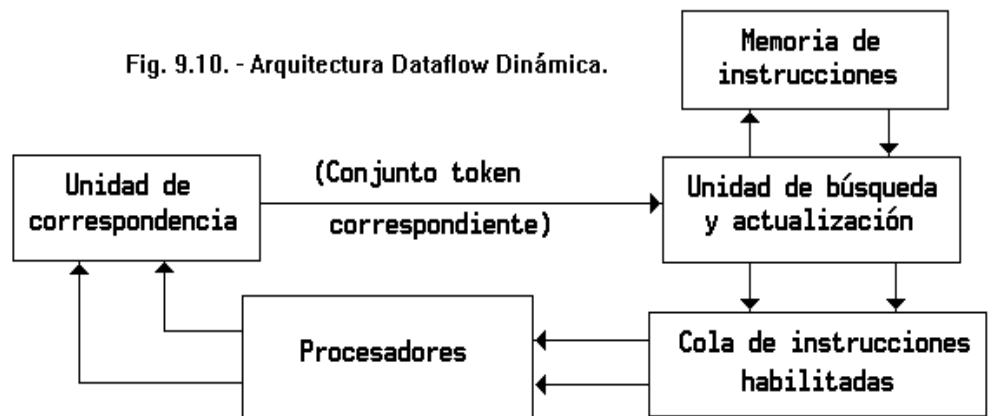 Fig. 9.10. - Arquitectura Dataflow Dinámica.
Memoria de
instrucciones
Unidad de
correspondencia
(Conjunto token
correspondiente)
Unidad de búsqueda
y actualización
Procesadores
Cola de instrucciones
habilitadas